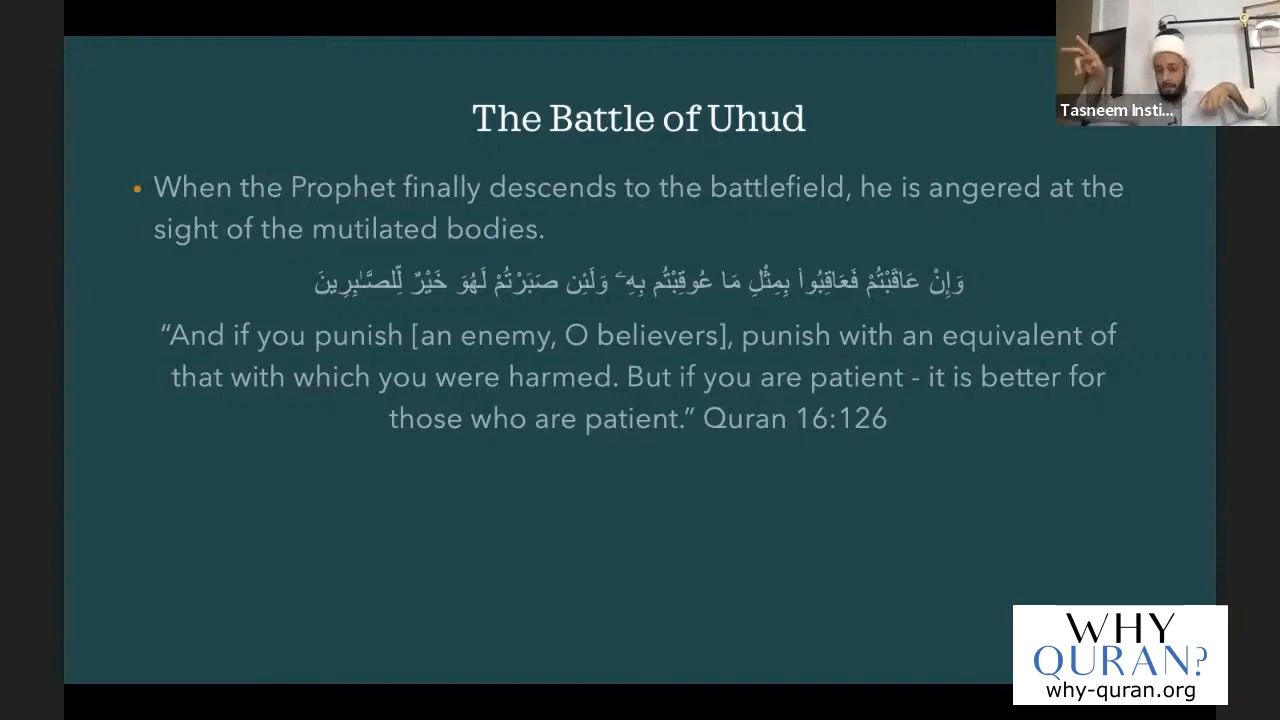 The Battle of Uhud
Tasneem Insti...
• When the Prophet finally descends to the battlefield, he is angered at the
sight of the mutilated bodies.
وَإِنْ عَاقَبْتُمْ فَعَاقِبُوا۟ بِمِثْلِ مَا عُوقِبْتُم بِهِۦ وَلَئِن صَبَرْتُمْ لَهُوَ خَيْرٌ لِّلصَّـٰبِرِينَ
“And if you punish [an enemy, O believers], punish with an equivalent of
that with which you were harmed. But if you are patient - it is better for
those who are patient.” Quran 16:126
WHY
QURAN?
why-quran.org